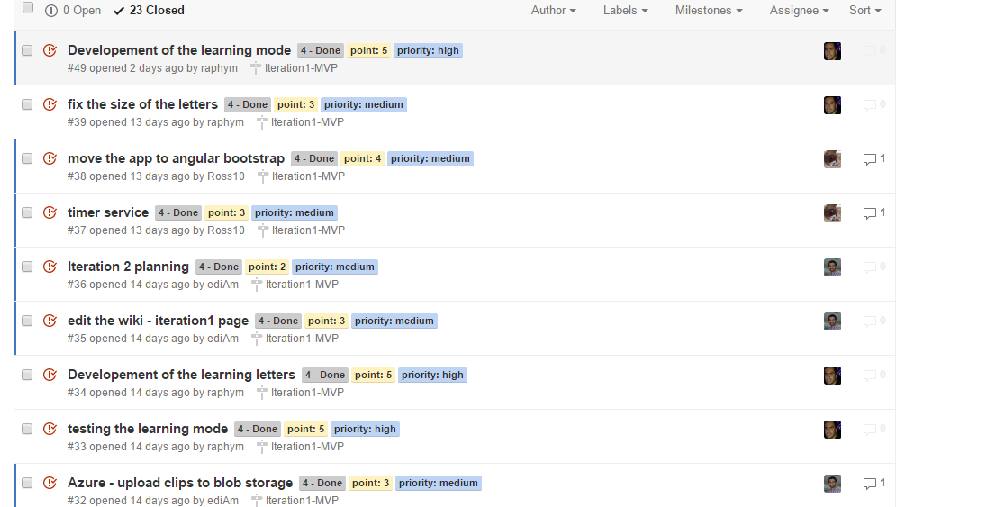 0 Open 23 Closed Author Labels Milestones Assignee Sort
Developement of the learning mode 4 - Done point: 5 priority: high 0
#49 opened 2 days ago by raphym Iteration1-MVP
fix the size of the letters 4 - Done point: 3 priority: medium 0
#39 opened 13 days ago by raphym Iteration1-MVP
move the app to angular bootstrap 4 - Done point: 4 priority: medium 1
#38 opened 13 days ago by Ross10 Iteration1-MVP
timer service 4 - Done point: 3 priority: medium 1
#37 opened 13 days ago by Ross10 Iteration1-MVP
Iteration 2 planning 4 - Done point: 2 priority: medium 0
#36 opened 14 days ago by ediAm Iteration1-MVP
edit the wiki - iteration1 page 4 - Done point: 3 priority: medium 0
#35 opened 14 days ago by ediAm Iteration1-MVP
Developement of the learning letters 4 - Done point: 5 priority: high 0
#34 opened 14 days ago by raphym Iteration1-MVP
testing the learning mode 4 - Done point: 5 priority: high 0
#33 opened 14 days ago by raphym Iteration1-MVP
Azure - upload clips to blob storage 4 - Done point: 3 priority: medium 1
#32 opened 14 days ago by ediAm Iteration1-MVP